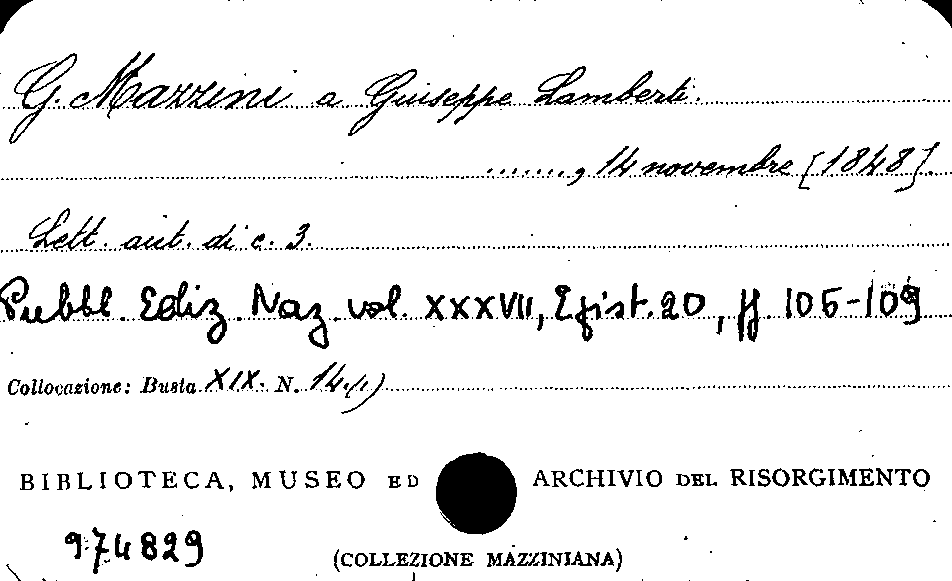 G. Mazzini a Giuseppe Lamberti.
......., 14 novembre [1848].
Lett. aut. di c. 3.
Pubbl. Ediz. Naz. vol. XXXVII, Epist. 20, pp. 105-109
Collocazione: Busta XIX. N. 14(1)
BIBLIOTECA, MUSEO ED ARCHIVIO DEL RISORGIMENTO
974829
(COLLEZIONE MAZZINIANA)